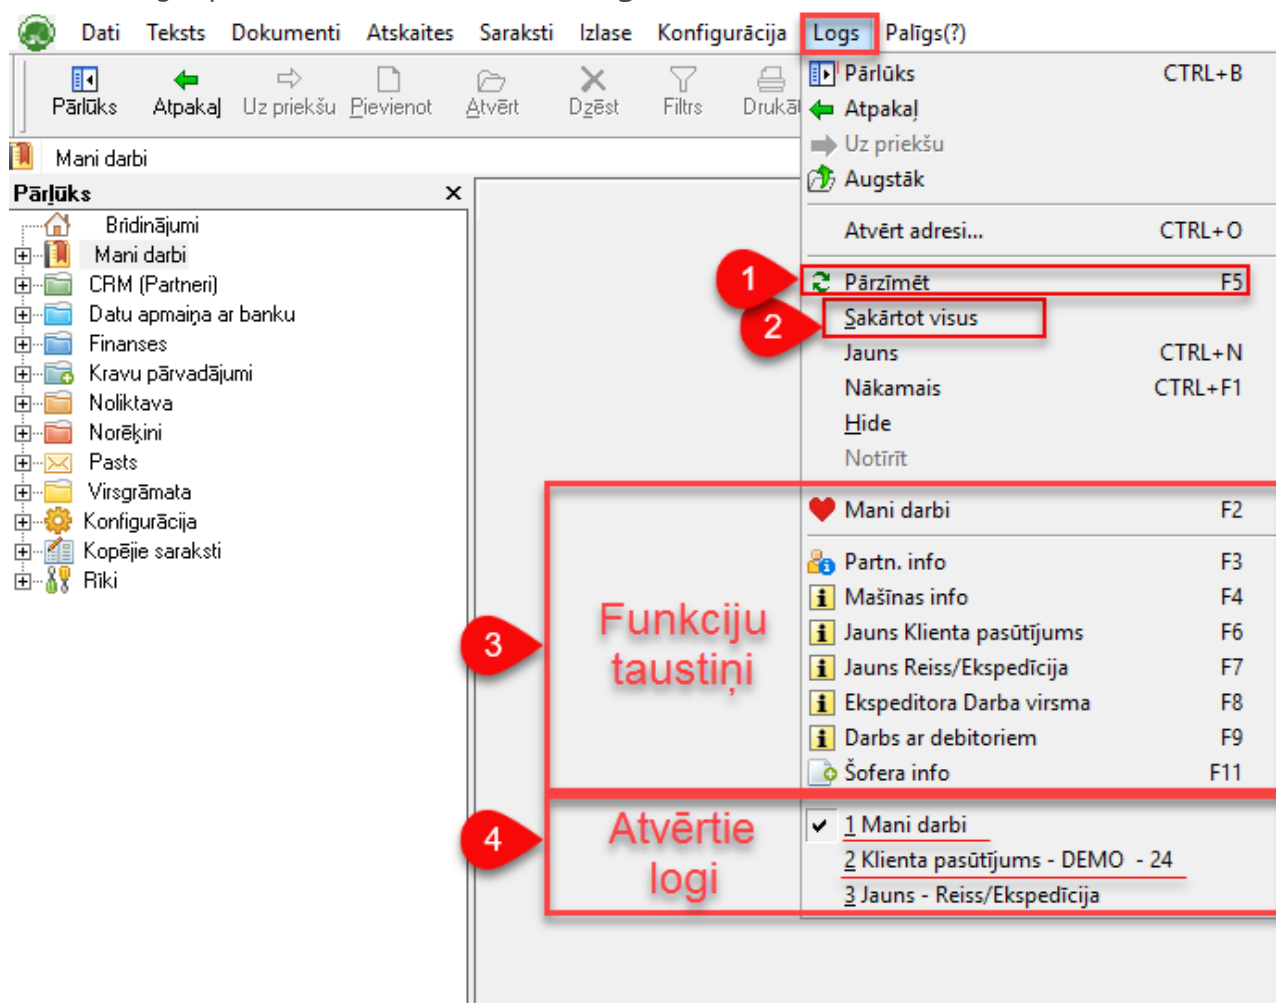 Dati Teksts Dokumenti Atskaites Saraksti Izlase Konfigurācija Logs Palīgs(?)
Pārlūks Atpakaļ Uz priekšu Pievienot Atvērt Dzēst Filtrs Drukāt
Mani darbi
Pārļūks
Brīdinājumi
Mani darbi
CRM (Partneri)
Datu apmaiņa ar banku
Finanses
Kravu pārvadājumi
Noliktava
Norēķini
Pasts
Virsgrāmata
Konfigurācija
Kopējie saraksti
Rīki
Pārlūks CTRL+B
Atpakaļ
Uz priekšu
Augstāk
Atvērt adresi... CTRL+O
1 Pārzīmēt F5
2 Sakārtot visus
Jauns CTRL+N
Nākamais CTRL+F1
Hide
Notīrīt
3 Funkciju
taustiņi
Mani darbi F2
Partn. info F3
Mašīnas info F4
Jauns Klienta pasūtījums F6
Jauns Reiss/Ekspedīcija F7
Ekspeditora Darba virsma F8
Darbs ar debitoriem F9
Šofera info F11
4 Atvērtie
logi
1 Mani darbi
2 Klienta pasūtījums - DEMO - 24
3 Jauns - Reiss/Ekspedīcija